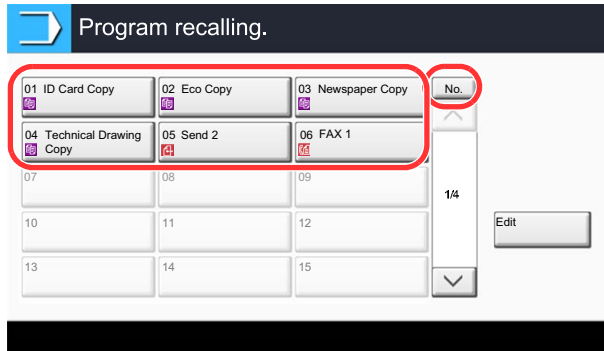 Program recalling.
01 ID Card Copy
02 Eco Copy
03 Newspaper Copy
No.
04 Technical Drawing
Copy
05 Send 2
06 FAX 1
07
08
09
1/4
10
11
12
Edit
13
14
15